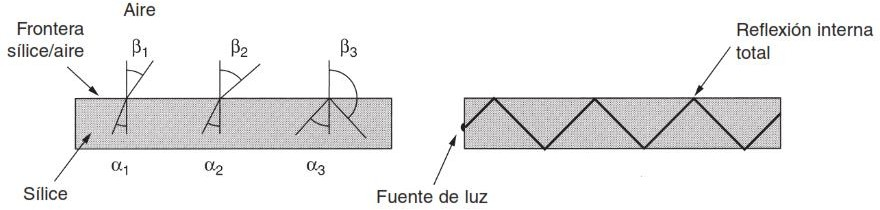 Aire
Frontera
sílice/aire
β1
β2
β3
Reflexión interna
total
α1
α2
α3
Sílice
Fuente de luz